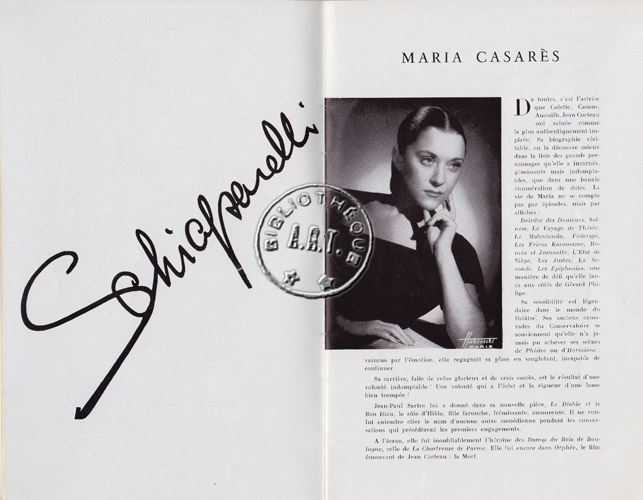 Schiaparelli
BIBLIOTHÈQUE
A.R.T.
MARIA CASARÈS
DE toutes, c'est l'actrice
que Colette, Camus,
Anouilh, Jean Cocteau
ont saluée comme
la plus authentiquement ins-
pirée. Sa biographie véri-
table, on la découvre mieux
dans la liste des grands per-
sonnages qu'elle a incarnés,
gémissants mais indompta-
bles, que dans une banale
énumération de dates. La
vie de Maria ne se compte
pas par épisodes, mais par
affiches :
Deirdre des Douleurs, Sol-
ness, Le Voyage de Thésée,
Le Malentendu, Federigo,
Les Frères Karamazov, Ro-
méo et Jeannette, L'Etat de
Siège, Les Justes, La Se-
conde, Les Epiphanies, une
manière de défi qu'elle lan-
ça aux côtés de Gérard Phi-
lipe.
Sa sensibilité est légen-
daire dans le monde du
théâtre. Ses anciens cama-
rades du Conservatoire se
souviennent qu'elle n'a ja-
mais pu achever ses scènes
de Phèdre ou d'Hermione :
Harcourt
PARIS
vaincue par l'émotion, elle regagnait sa place en sanglotant, incapable de
continuer.
Sa carrière, faite de refus glorieux et de vrais succès, est le résultat d'une
volonté indomptable ! Une volonté qui a l'éclat et la rigueur d'une lame
bien trempée !
Jean-Paul Sartre lui a donné dans sa nouvelle pièce, Le Diable et le
Bon Dieu, le rôle d'Hilda, fille farouche, frémissante, amoureuse. Il ne vou-
lut entendre citer le nom d'aucune autre comédienne pendant les conver-
sations qui précédèrent les premiers engagements.
A l'écran, elle fut inoubliablement l'héroïne des Dames du Bois de Bou-
logne, celle de La Chartreuse de Parme. Elle fut encore dans Orphée, le film
émouvant de Jean Cocteau : la Mort.